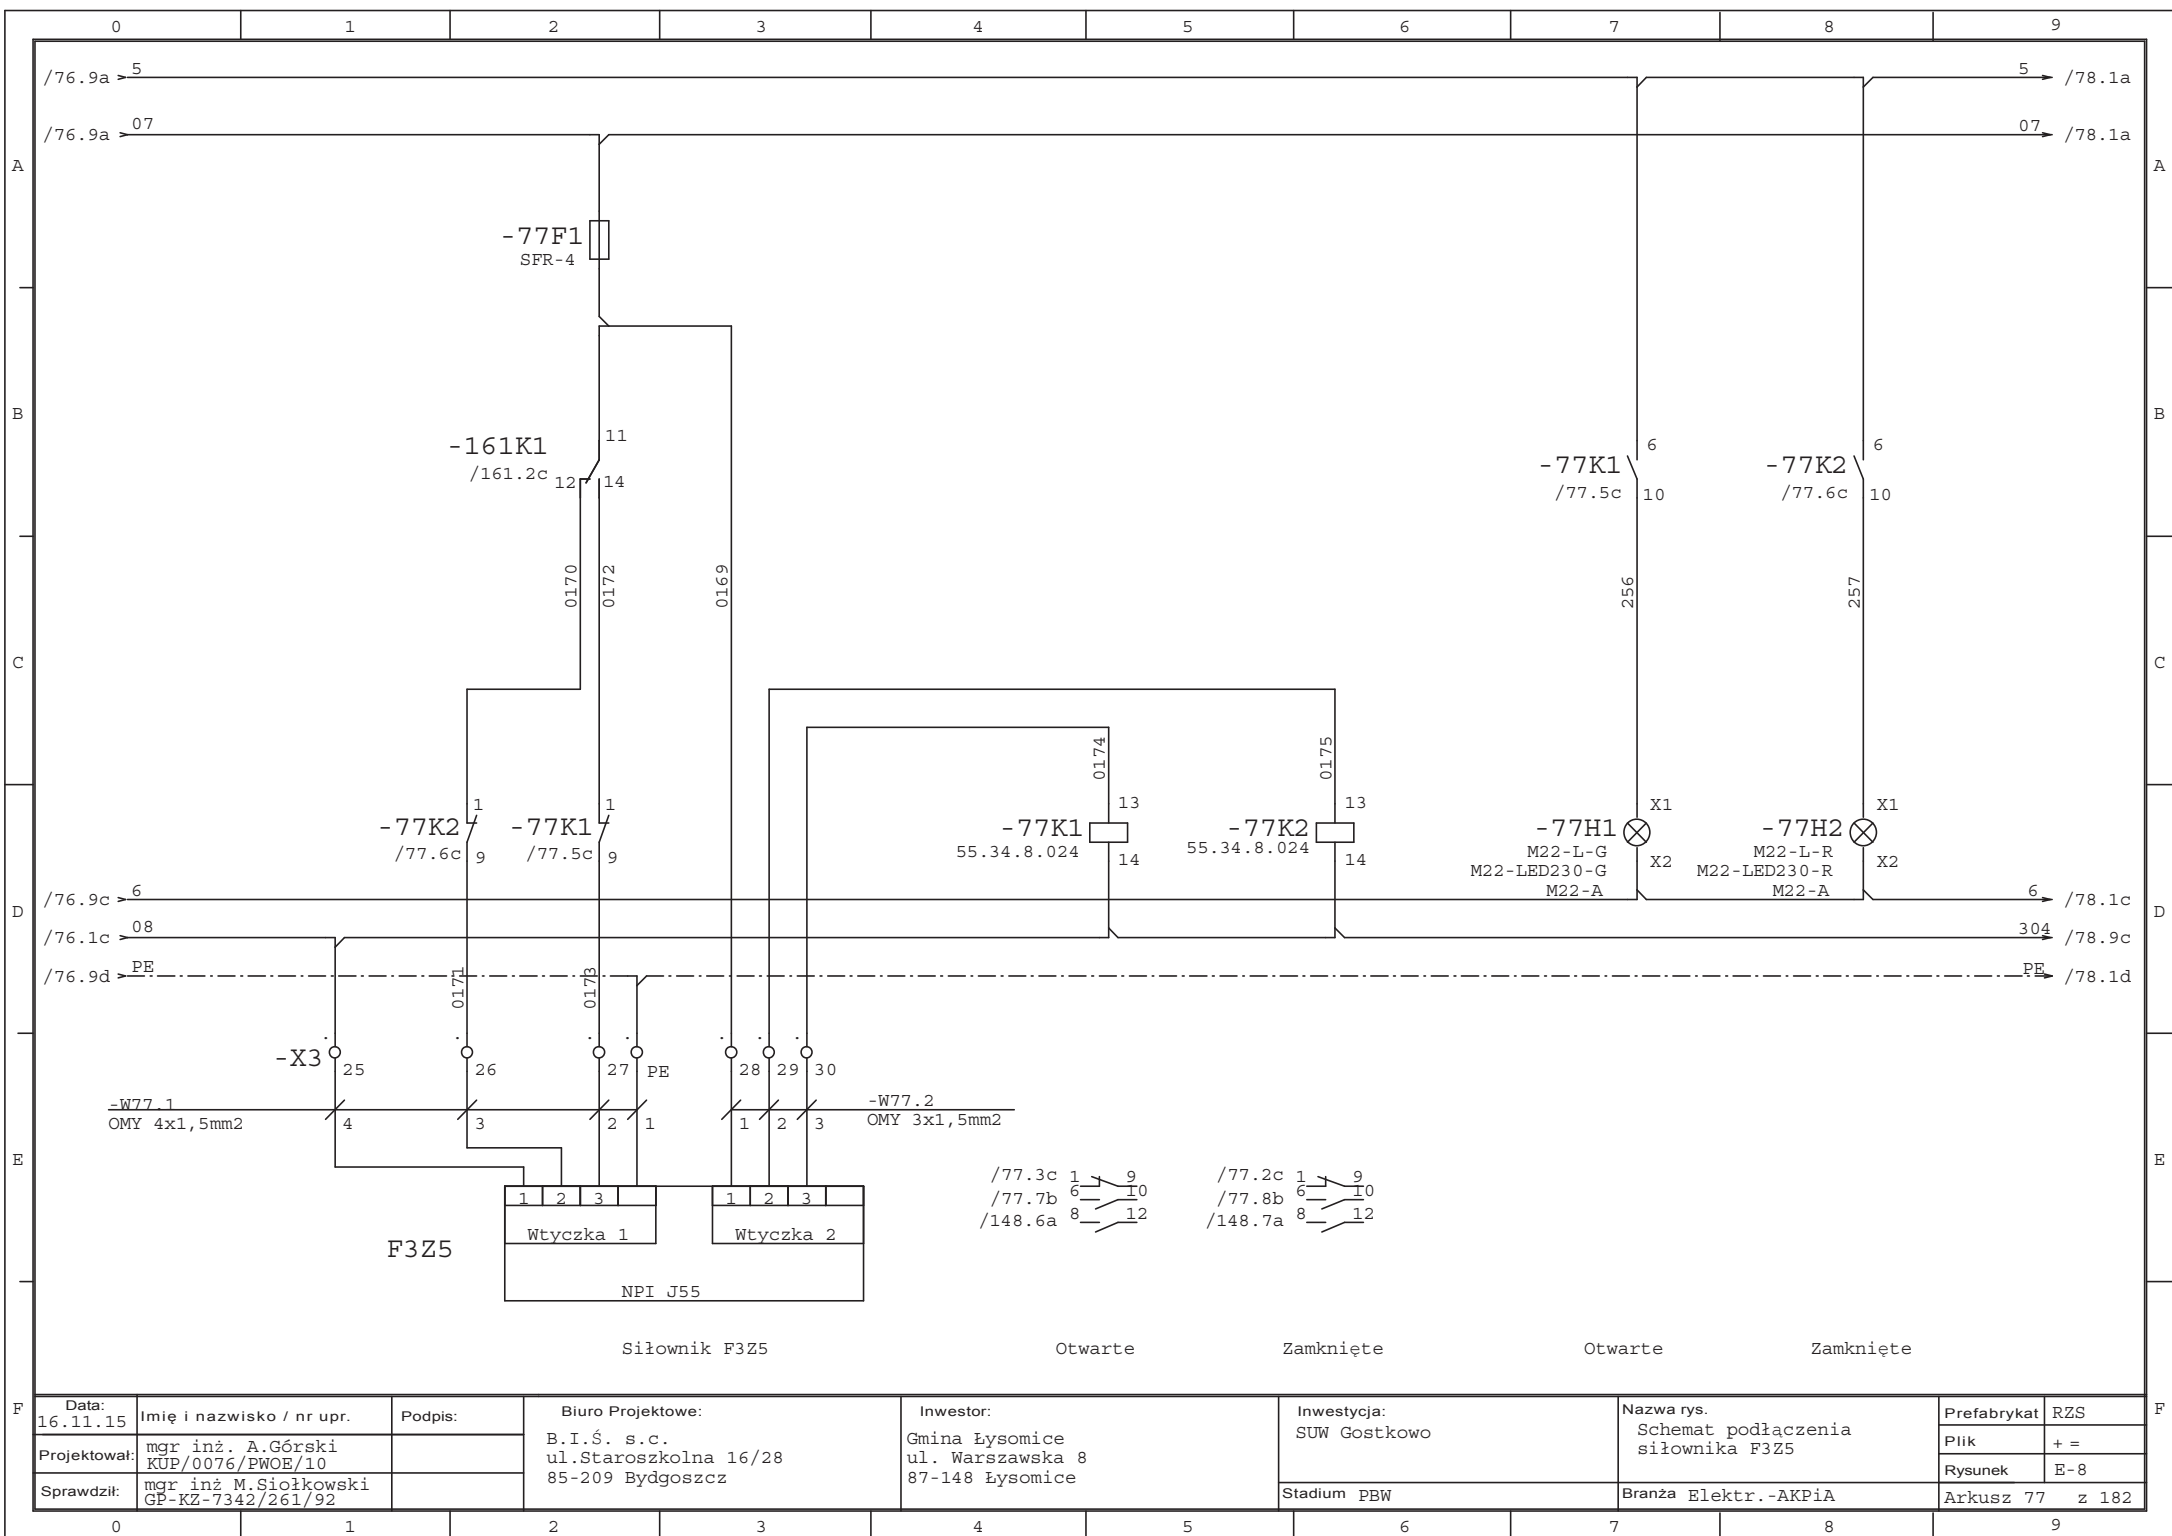 0 1 2 3 4 5 6 7 8 9
/76.9a 5 5 /78.1a
/76.9a 07 07 /78.1a
A A
-77F1
SFR-4
B B
-161K1 11
/161.2c 12 14
-77K1 6
/77.5c 10
-77K2 6
/77.6c 10
0170 0172 0169 256 257
C C
0174 0175
-77K2 1
/77.6c 9
-77K1 1
/77.5c 9
-77K1 13
55.34.8.024 14
-77K2 13
55.34.8.024 14
-77H1 X1
M22-L-G X2
M22-LED230-G
M22-A
-77H2 X1
M22-L-R X2
M22-LED230-R
M22-A
D D
/76.9c 6 6 /78.1c
/76.1c 08 304 /78.9c
/76.9d PE PE /78.1d
0171 0173
-X3 25 26 27 PE 28 29 30
-W77.1
OMY 4x1,5mm2 4 3 2 1
-W77.2
1 2 3 OMY 3x1,5mm2
E E
/77.3c 1 9
/77.7b 6 10
/148.6a 8 12
/77.2c 1 9
/77.8b 6 10
/148.7a 8 12
1 2 3
Wtyczka 1
1 2 3
Wtyczka 2
F3Z5
NPI J55
Siłownik F3Z5 Otwarte Zamknięte Otwarte Zamknięte
F F
Data:
16.11.15
Imię i nazwisko / nr upr.
Podpis:
Projektował:
mgr inż. A.Górski
KUP/0076/PWOE/10
Sprawdził:
mgr inż M.Siołkowski
GP-KZ-7342/261/92
Biuro Projektowe:
B.I.Ś. s.c.
ul.Staroszkolna 16/28
85-209 Bydgoszcz
Inwestor:
Gmina Łysomice
ul. Warszawska 8
87-148 Łysomice
Inwestycja:
SUW Gostkowo
Stadium PBW
Nazwa rys.
Schemat podłączenia
siłownika F3Z5
Branża Elektr.-AKPiA
Prefabrykat RZS
Plik + =
Rysunek E-8
Arkusz 77 z 182
0 1 2 3 4 5 6 7 8 9